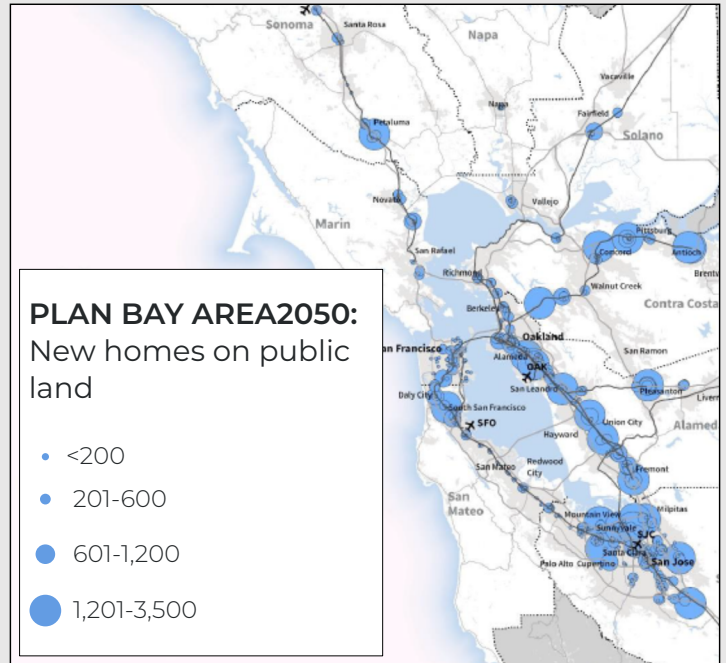 Sonoma
Santa Rosa
Napa
Vacaville
Napa
Fairfield
Solano
Petaluma
Novato
Vallejo
Marin
San Rafael
Pittsburg
Concord
Antioch
Richmond
Brentw
Walnut Creek
Contra Costa
Berkeley
Oakland
an Francisco
Alameda
San Ramon
OAK
San Leandro
Pleasanton
Liverm
Daly City
South San Francisco
SFO
Union City
Alamed
Hayward
San Mateo
Redwood
City
Fremont
San
Mateo
Mountain View
Milpitas
Sunnyvale
SJC
Santa Clara
Palo Alto
Cupertino
San Jose
PLAN BAY AREA2050:
New homes on public
land
<200
201-600
601-1,200
1,201-3,500